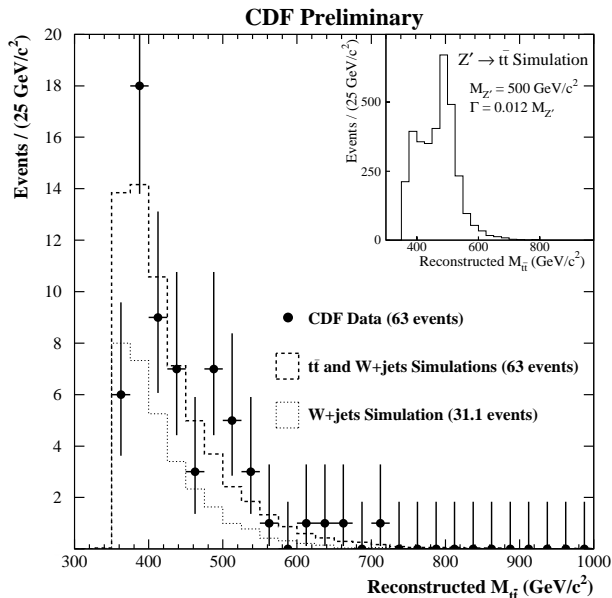 CDF Preliminary
Events / (25 GeV/c²)
20
18
16
14
12
10
8
6
4
2
300 400 500 600 700 800 900 1000
Reconstructed M_tt̄ (GeV/c²)
Z′ → tt̄ Simulation
M_Z′ = 500 GeV/c²
Γ = 0.012 M_Z′
Events / (25 GeV/c²)
500
250
0
400 600 800
Reconstructed M_tt̄ (GeV/c²)
CDF Data (63 events)
tt̄ and W+jets Simulations (63 events)
W+jets Simulation (31.1 events)